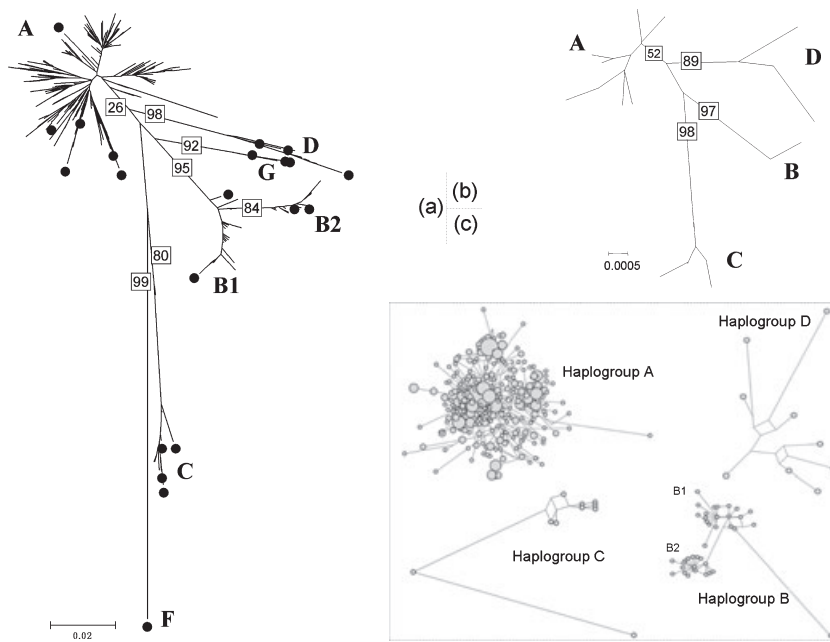 A
26
98
92
D
G
95
84
B2
B1
80
99
C
F
0.02
(a)
(b)
(c)
A
52
89
D
97
98
B
C
0.0005
Haplogroup A
Haplogroup D
Haplogroup C
B1
B2
Haplogroup B